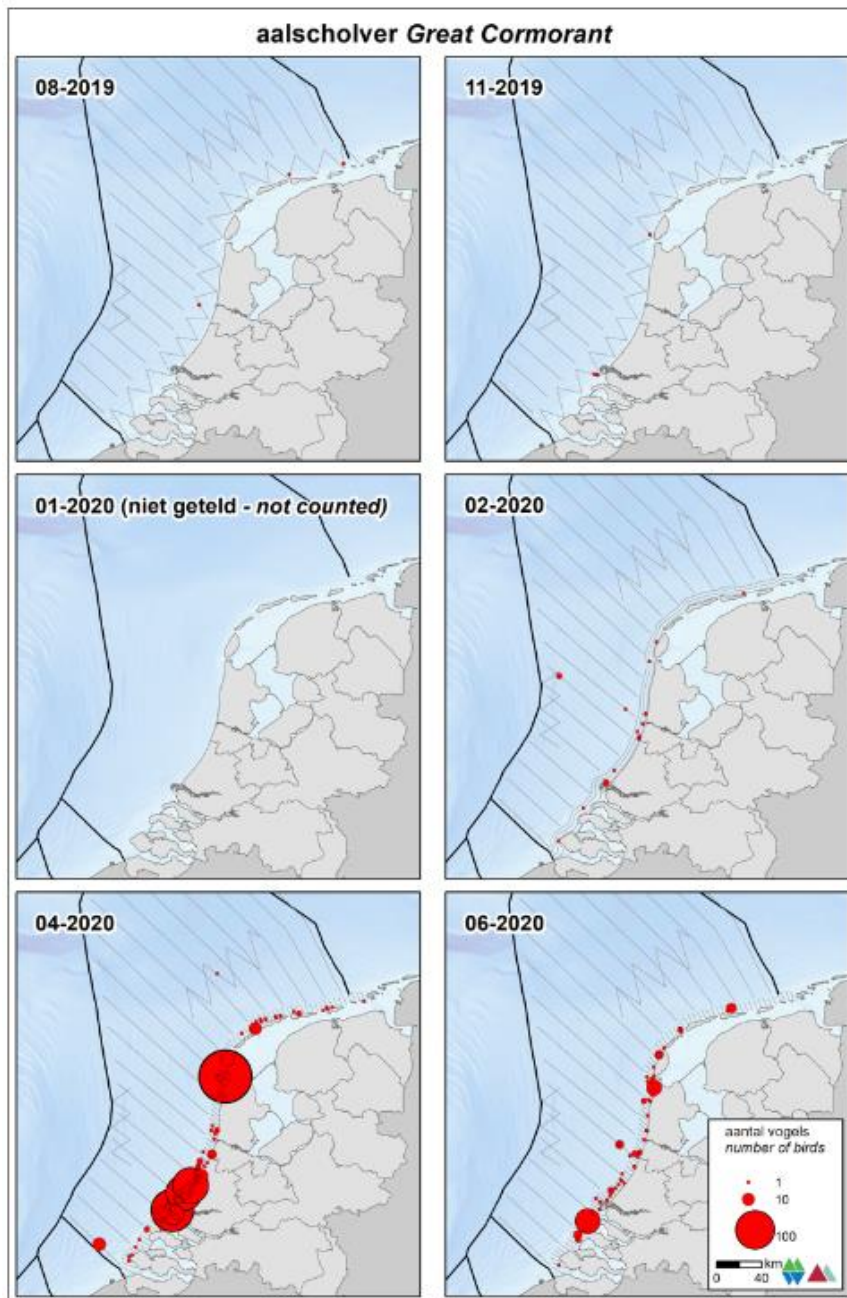 aalscholver Great Cormorant
08-2019
11-2019
01-2020 (niet geteld - not counted)
02-2020
04-2020
06-2020
aantal vogels
number of birds
1
10
100
km
0 40